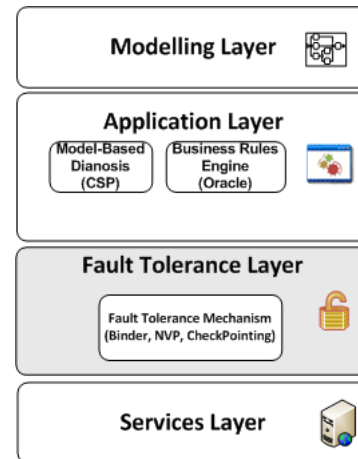 Modelling Layer
Application Layer
Model-Based
Dianosis
(CSP)
Business Rules
Engine
(Oracle)
Fault Tolerance Layer
Fault Tolerance Mechanism
(Binder, NVP, CheckPointing)
Services Layer